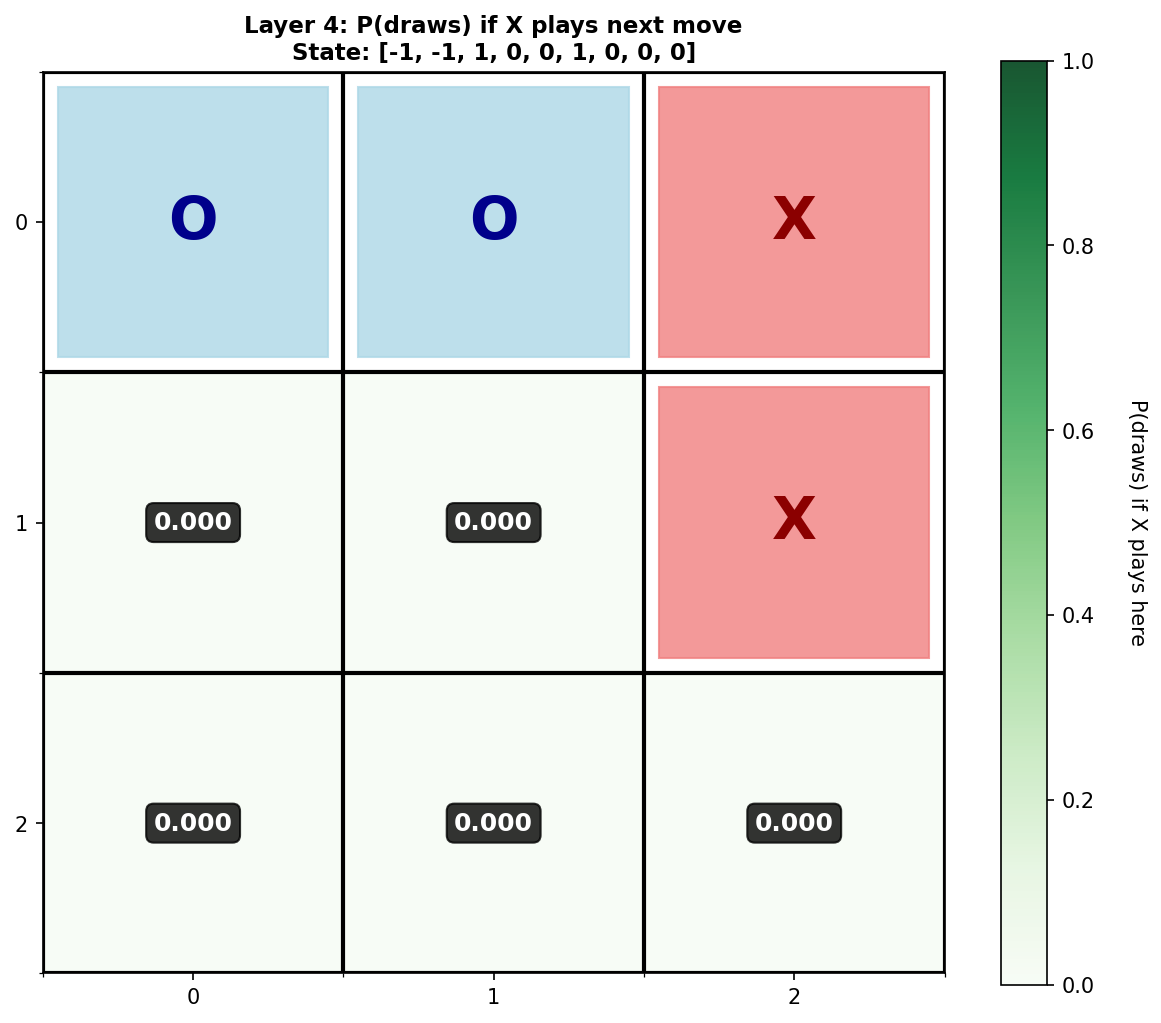 Layer 4: P(draws) if X plays next move
State: [-1, -1, 1, 0, 0, 1, 0, 0, 0]
0
O
O
X
1
0.000
0.000
X
2
0.000
0.000
0.000
0
1
2
1.0
0.8
0.6
0.4
0.2
0.0
P(draws) if X plays here